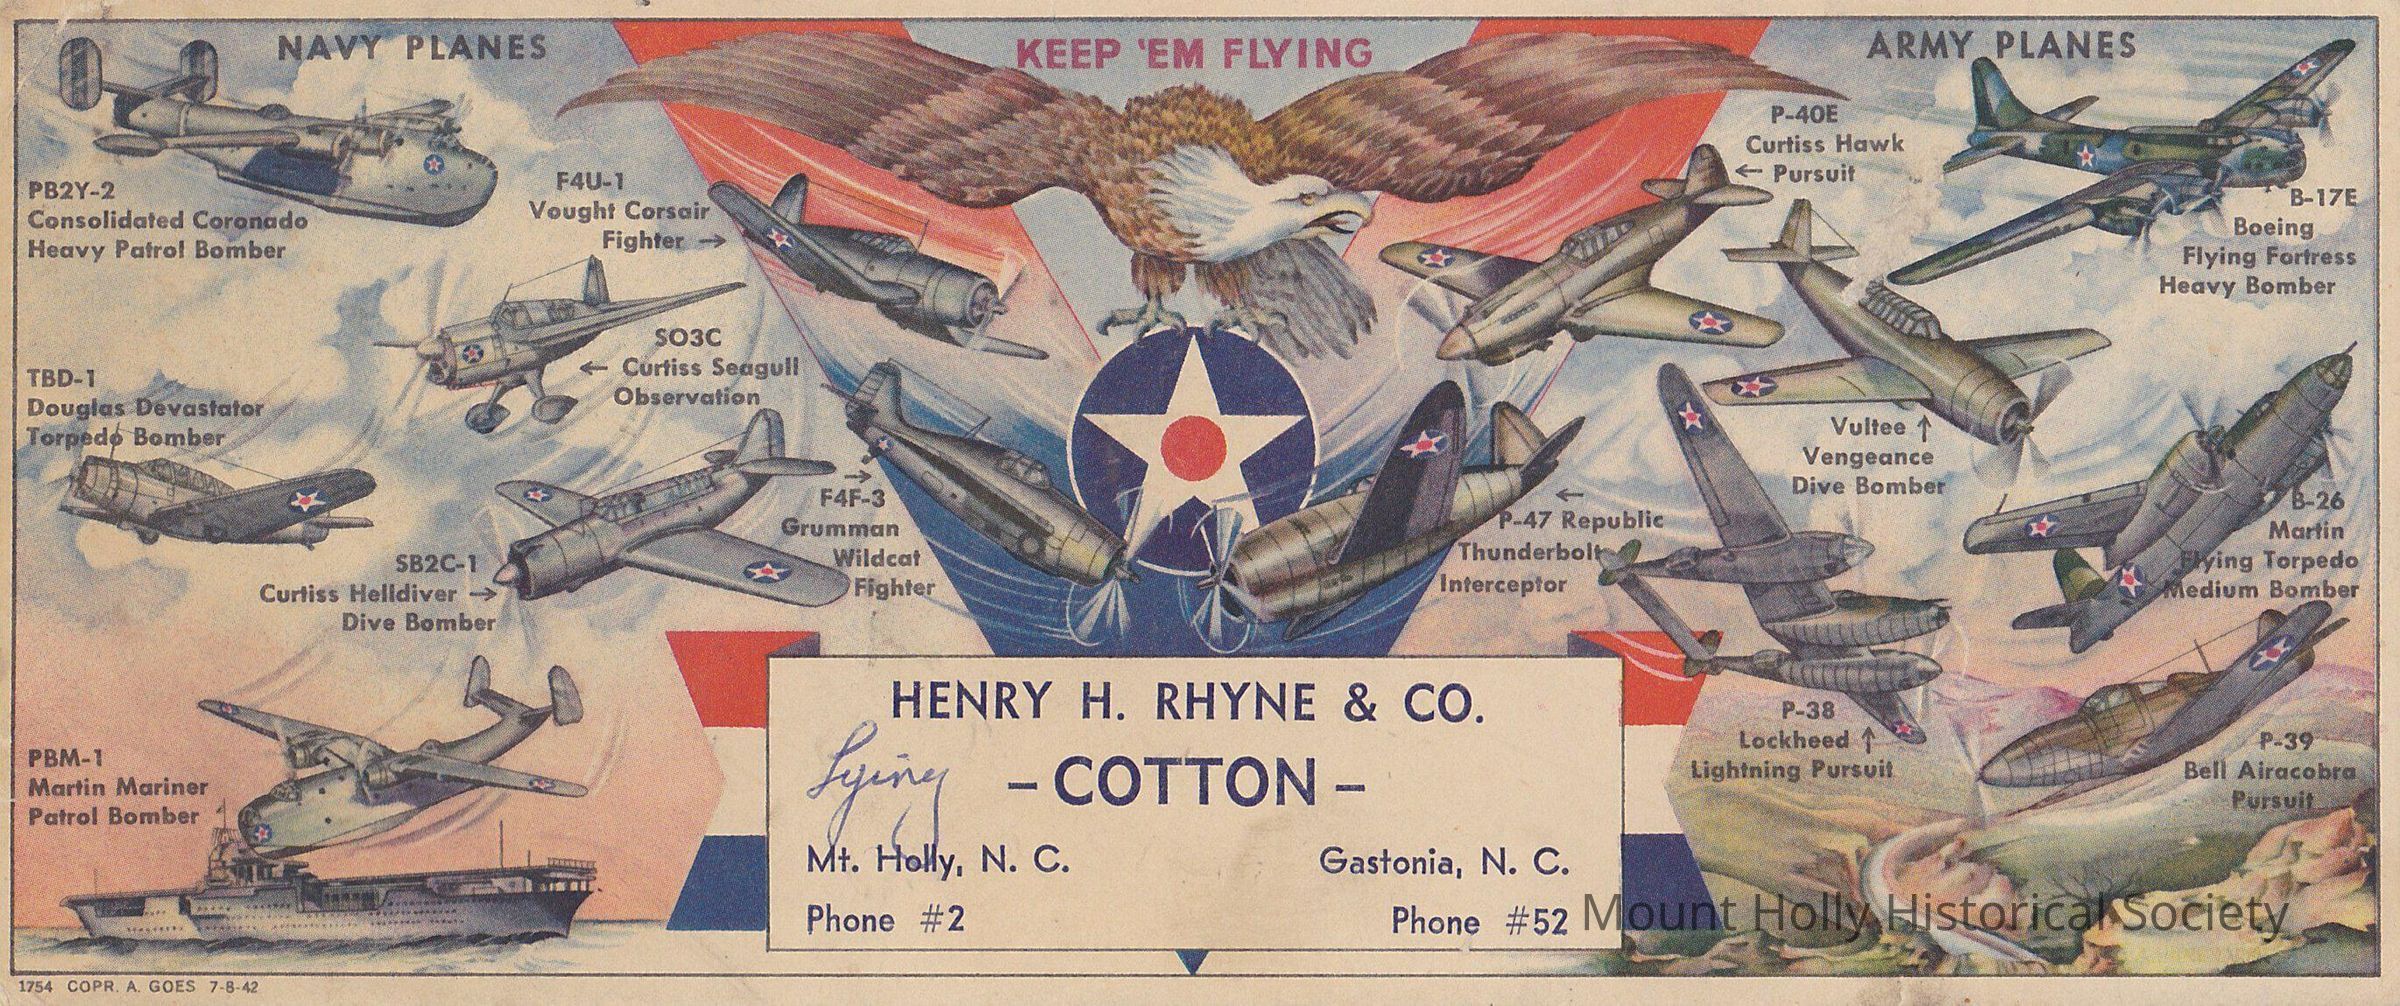 NAVY PLANES
KEEP 'EM FLYING
ARMY PLANES
PB2Y-2
Consolidated Coronado
Heavy Patrol Bomber
F4U-1
Vought Corsair
Fighter →
SO3C
← Curtiss Seagull
Observation
TBD-1
Douglas Devastator
Torpedo Bomber
SB2C-1
Curtiss Helldiver →
Dive Bomber
→
F4F-3
Grumman
Wildcat
Fighter
PBM-1
Martin Mariner
Patrol Bomber
P-40E
Curtiss Hawk
← Pursuit
B-17E
Boeing
Flying Fortress
Heavy Bomber
Vultee ↑
Vengeance
Dive Bomber
←
P-47 Republic
Thunderbolt
Interceptor
B-26
Martin
Flying Torpedo
Medium Bomber
P-38
Lockheed ↑
Lightning Pursuit
P-39
Bell Airacobra
Pursuit
HENRY H. RHYNE & CO.
– COTTON –
Mt. Holly, N. C.
Phone #2
Gastonia, N. C.
Phone #52
Mount Holly Historical Society
1754 COPR. A. GOES 7-8-42